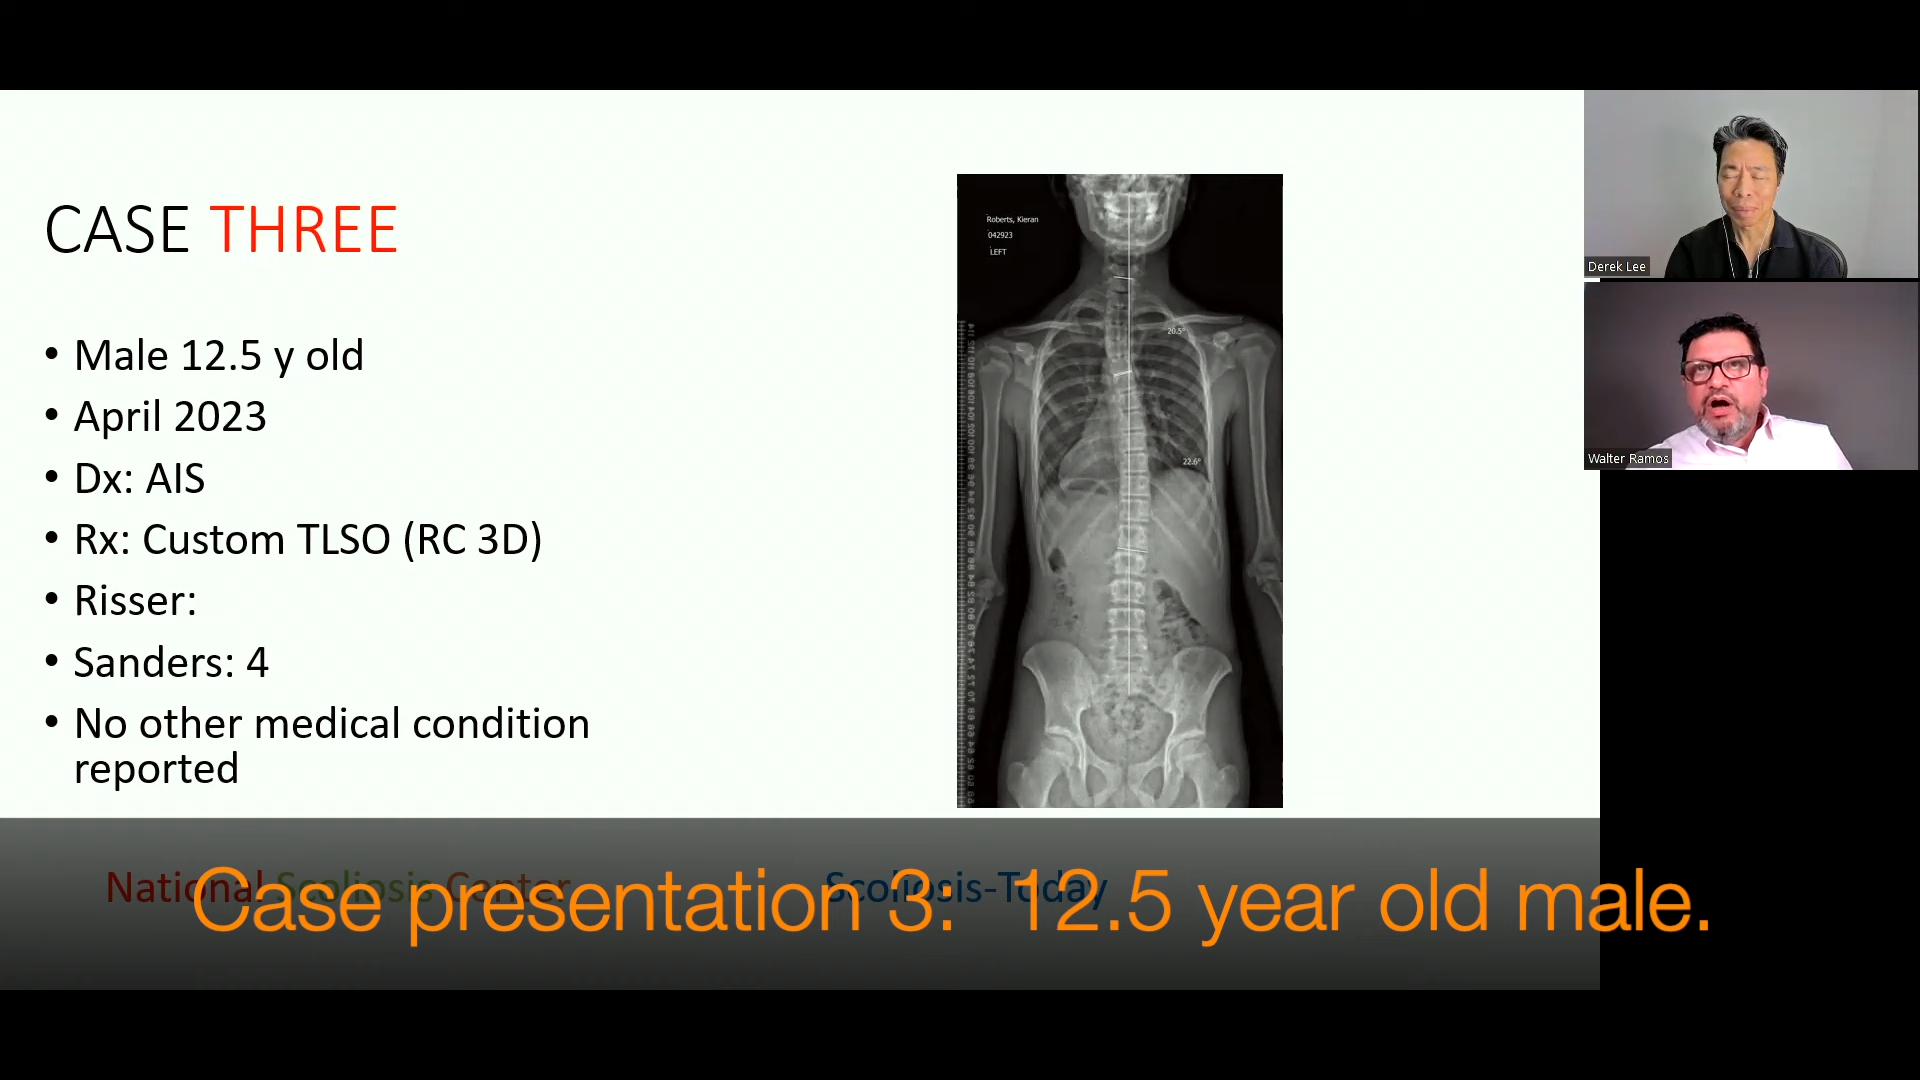 CASE THREE
• Male 12.5 y old
• April 2023
• Dx: AIS
• Rx: Custom TLSO (RC 3D)
• Risser:
• Sanders: 4
• No other medical condition
reported
Roberts, Kieran
042923
LEFT
20.5°
22.6°
Derek Lee
Walter Ramos
National Scoliosis Center
Scoliosis-Today
Case presentation 3: 12.5 year old male.